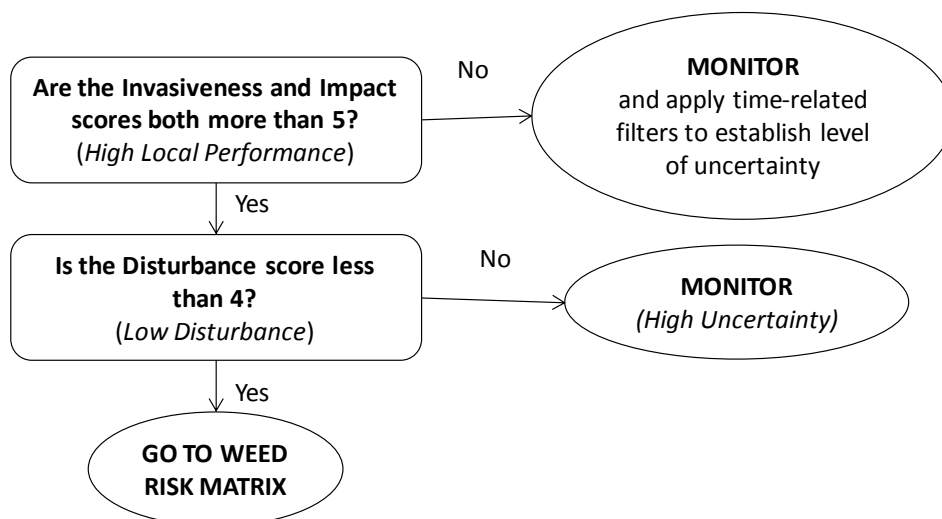 Are the Invasiveness and Impact
scores both more than 5?
(High Local Performance)
No
MONITOR
and apply time-related
filters to establish level
of uncertainty
Yes
Is the Disturbance score less
than 4?
(Low Disturbance)
No
MONITOR
(High Uncertainty)
Yes
GO TO WEED
RISK MATRIX